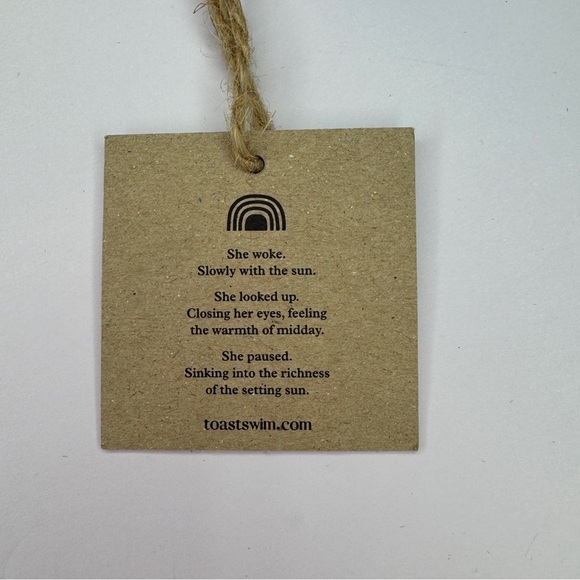 She woke.
Slowly with the sun.
She looked up.
Closing her eyes, feeling
the warmth of midday.
She paused.
Sinking into the richness
of the setting sun.
toastswim.com